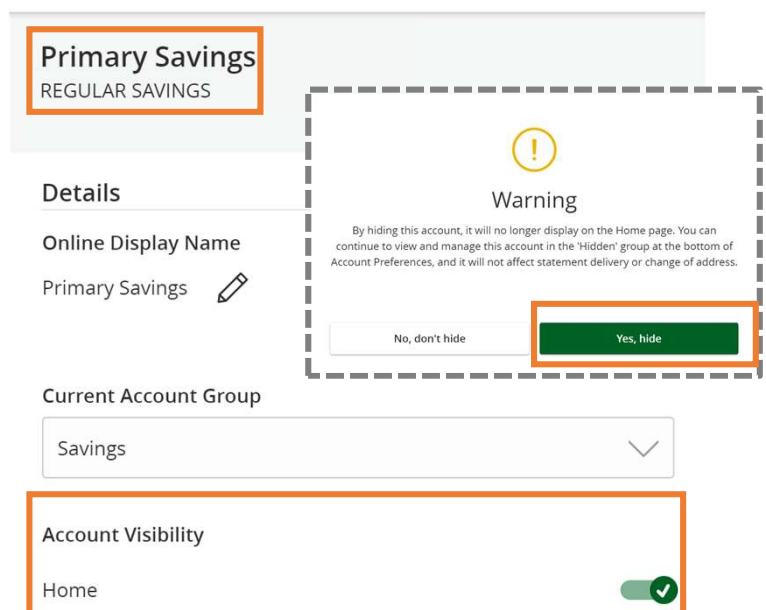 Primary Savings
REGULAR SAVINGS
!
Warning
By hiding this account, it will no longer display on the Home page. You can
continue to view and manage this account in the 'Hidden' group at the bottom of
Account Preferences, and it will not affect statement delivery or change of address.
No, don't hide
Yes, hide
Details
Online Display Name
Primary Savings
Current Account Group
Savings
Account Visibility
Home